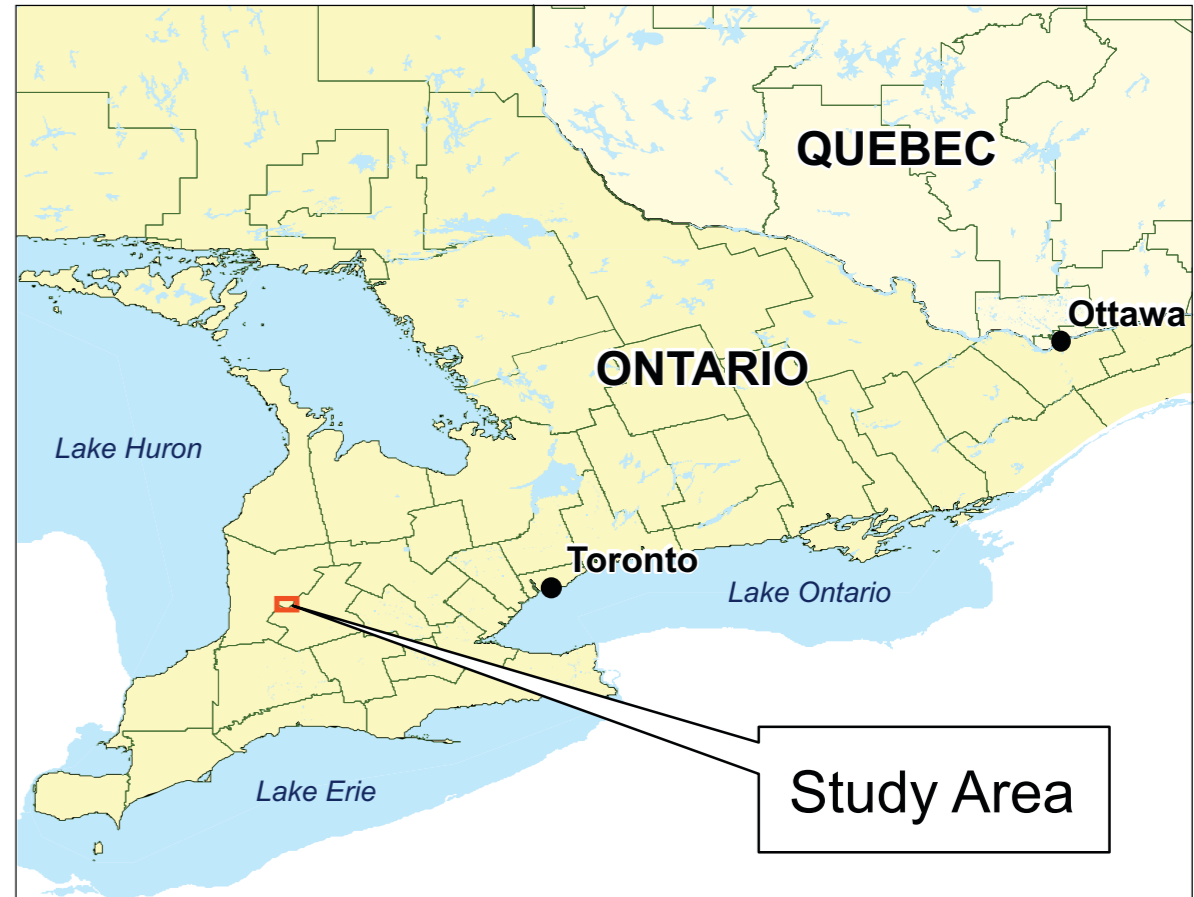 QUEBEC
Ottawa
ONTARIO
Lake Huron
Toronto
Lake Ontario
Lake Erie
Study Area